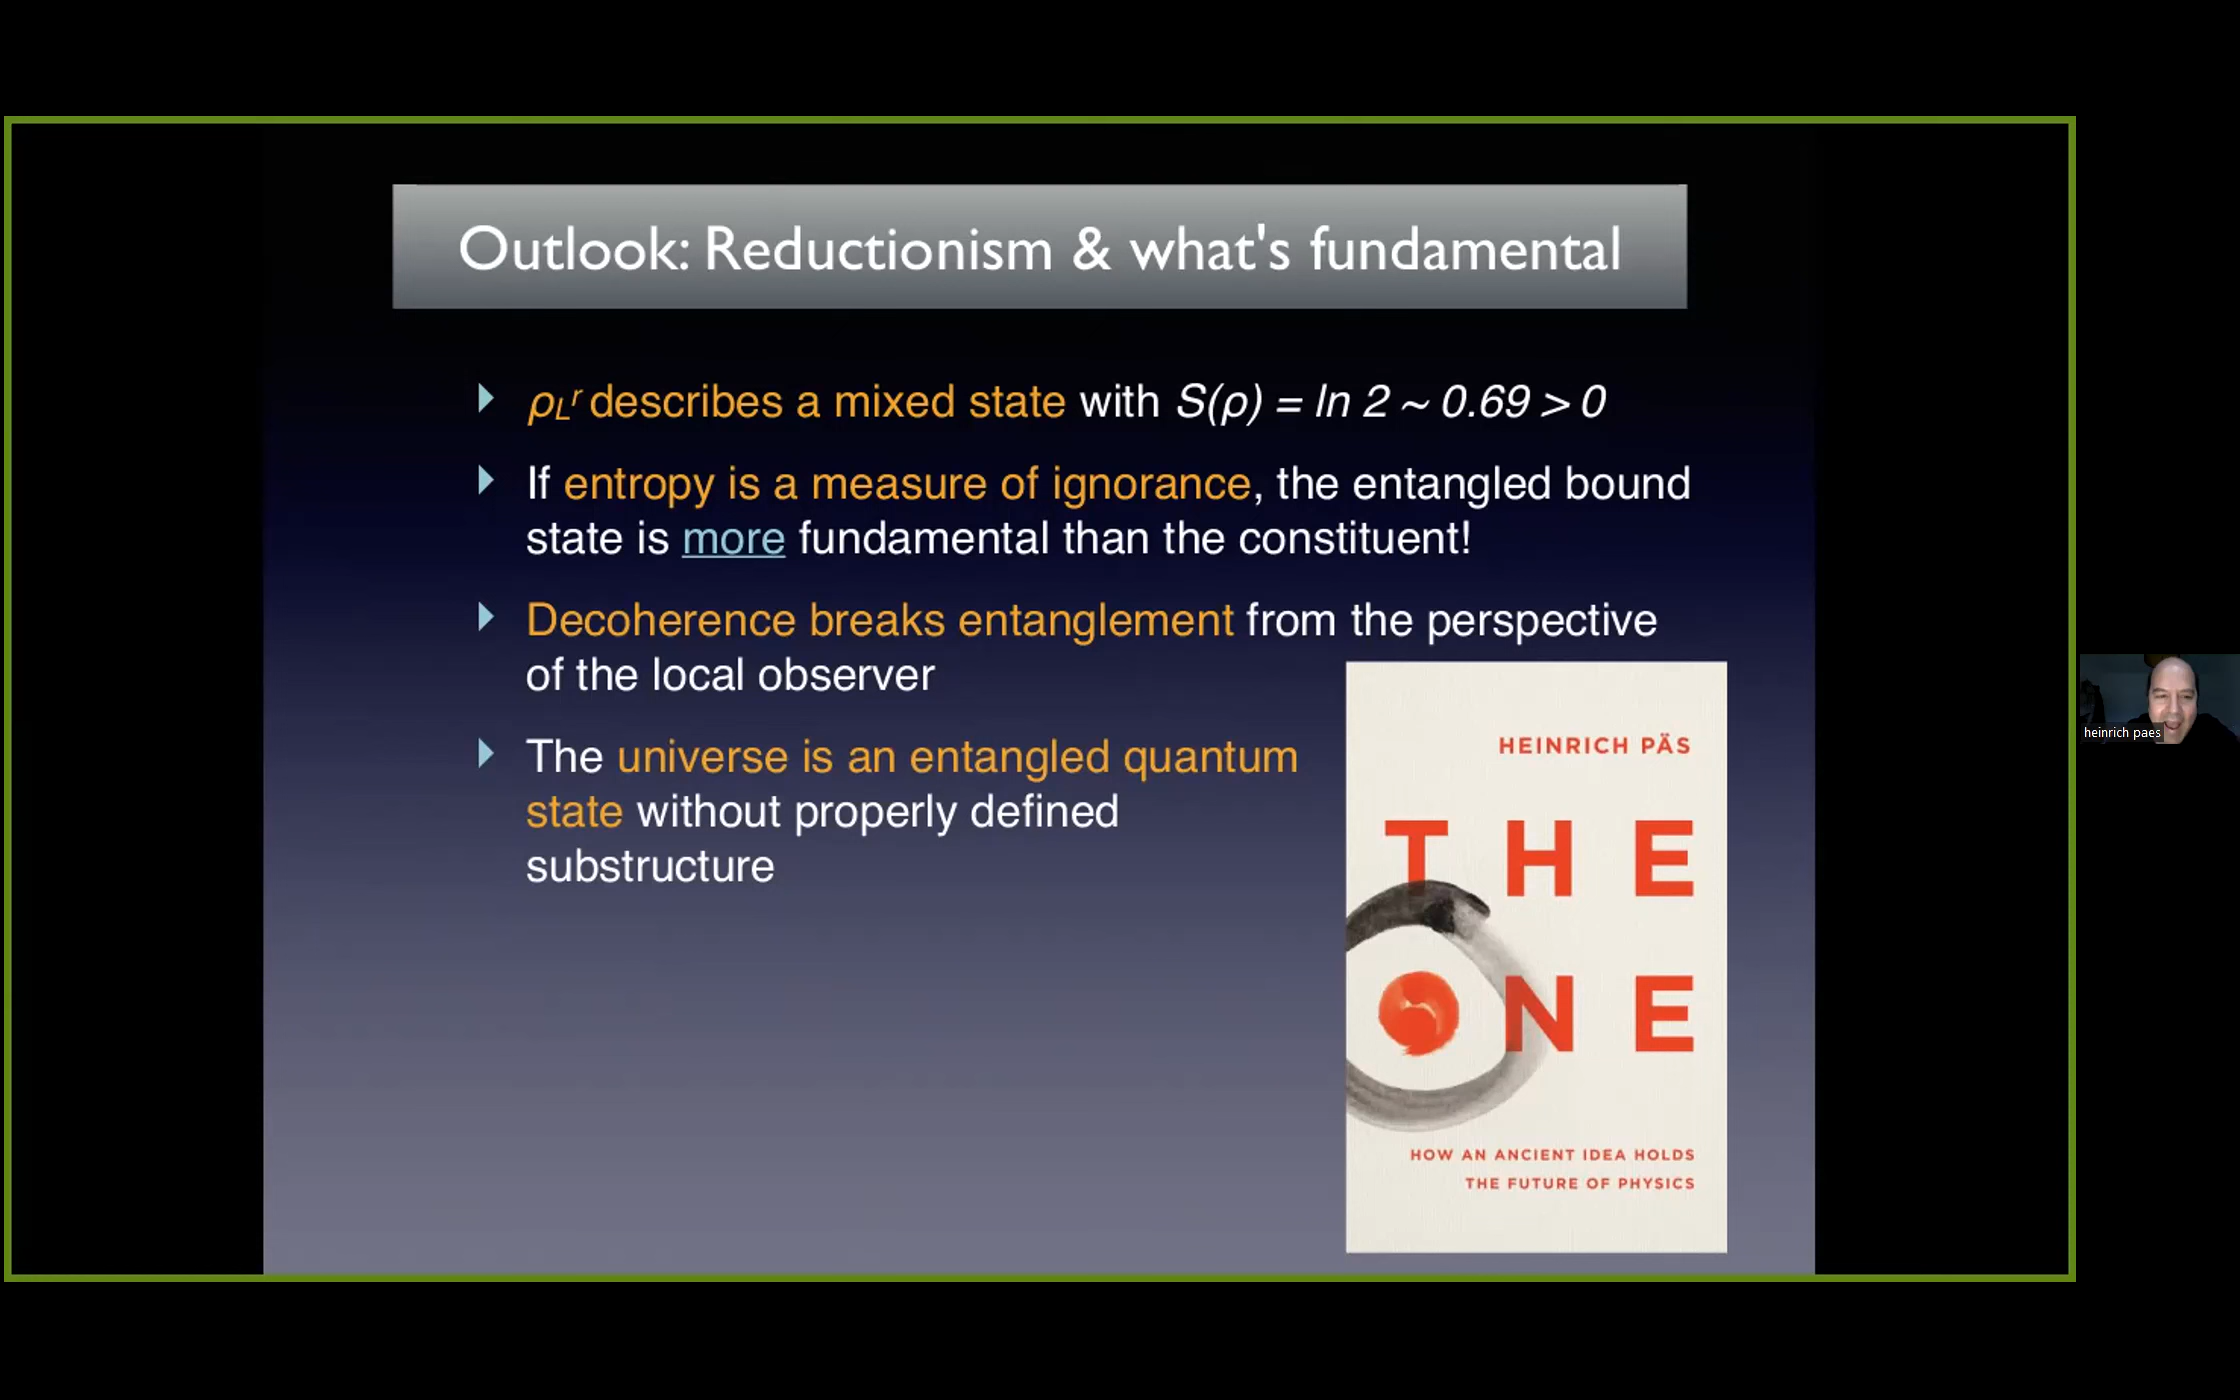 Outlook: Reductionism & what's fundamental
ρLʳ describes a mixed state with S(ρ) = ln 2 ~ 0.69 > 0
If entropy is a measure of ignorance, the entangled bound
state is more fundamental than the constituent!
Decoherence breaks entanglement from the perspective
of the local observer
The universe is an entangled quantum
state without properly defined
substructure
HEINRICH PÄS
THE
ONE
HOW AN ANCIENT IDEA HOLDS
THE FUTURE OF PHYSICS
heinrich paes